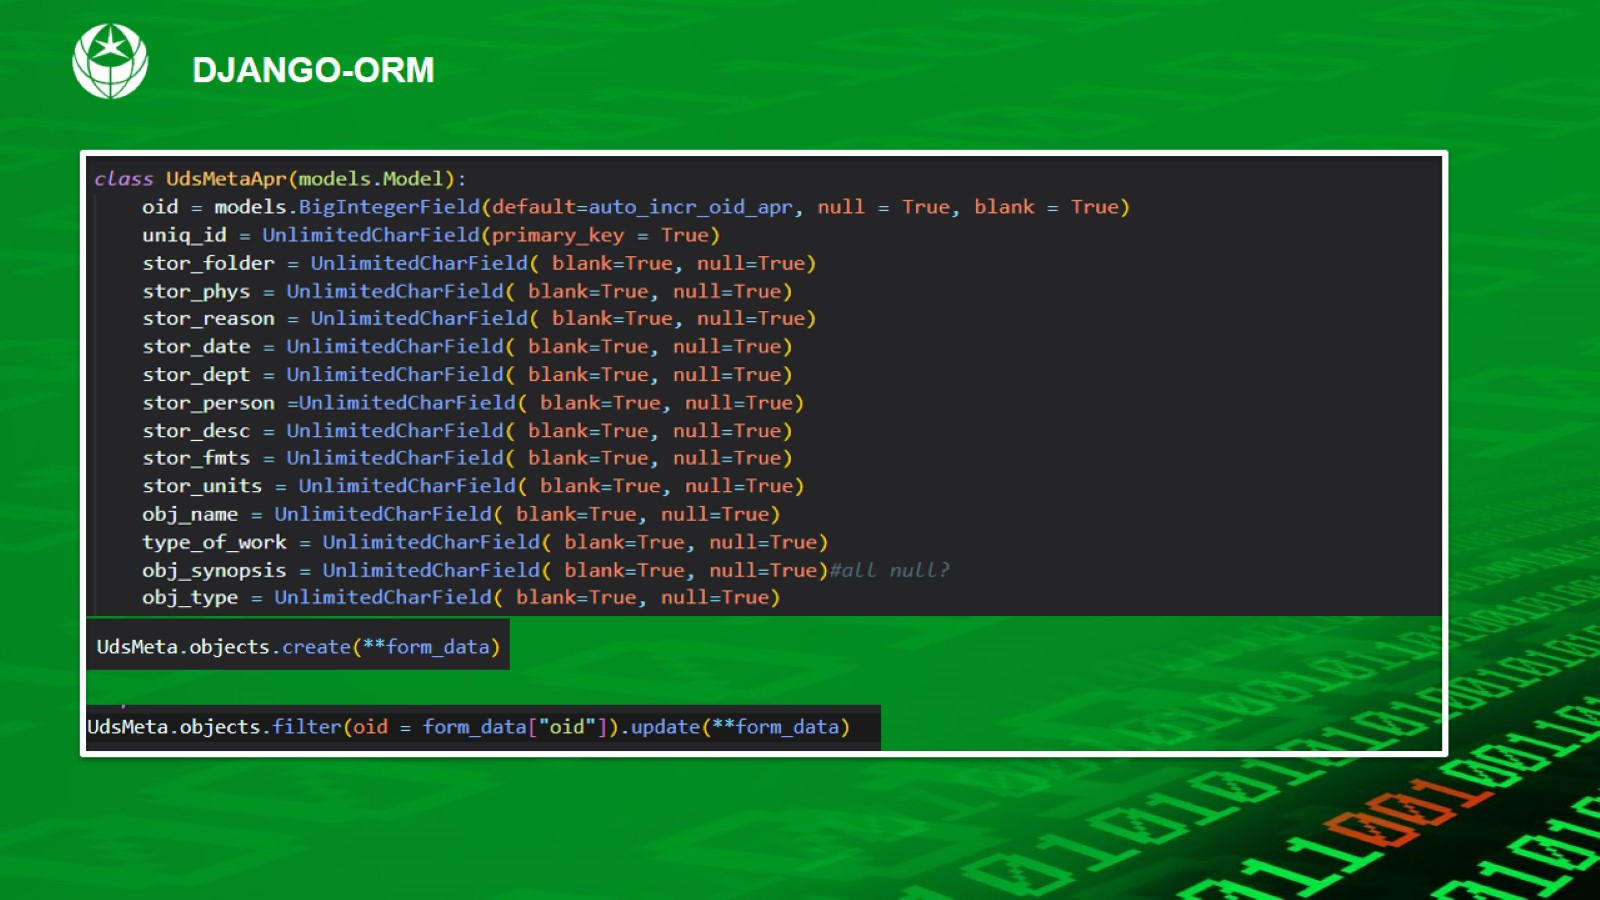 DJANGO-ORM
class UdsMetaApr(models.Model):
oid = models.BigIntegerField(default=auto_incr_oid_apr, null = True, blank = True)
uniq_id = UnlimitedCharField(primary_key = True)
stor_folder = UnlimitedCharField( blank=True, null=True)
stor_phys = UnlimitedCharField( blank=True, null=True)
stor_reason = UnlimitedCharField( blank=True, null=True)
stor_date = UnlimitedCharField( blank=True, null=True)
stor_dept = UnlimitedCharField( blank=True, null=True)
stor_person =UnlimitedCharField( blank=True, null=True)
stor_desc = UnlimitedCharField( blank=True, null=True)
stor_fmts = UnlimitedCharField( blank=True, null=True)
stor_units = UnlimitedCharField( blank=True, null=True)
obj_name = UnlimitedCharField( blank=True, null=True)
type_of_work = UnlimitedCharField( blank=True, null=True)
obj_synopsis = UnlimitedCharField( blank=True, null=True)#all null?
obj_type = UnlimitedCharField( blank=True, null=True)
UdsMeta.objects.create(**form_data)
UdsMeta.objects.filter(oid = form_data["oid"]).update(**form_data)